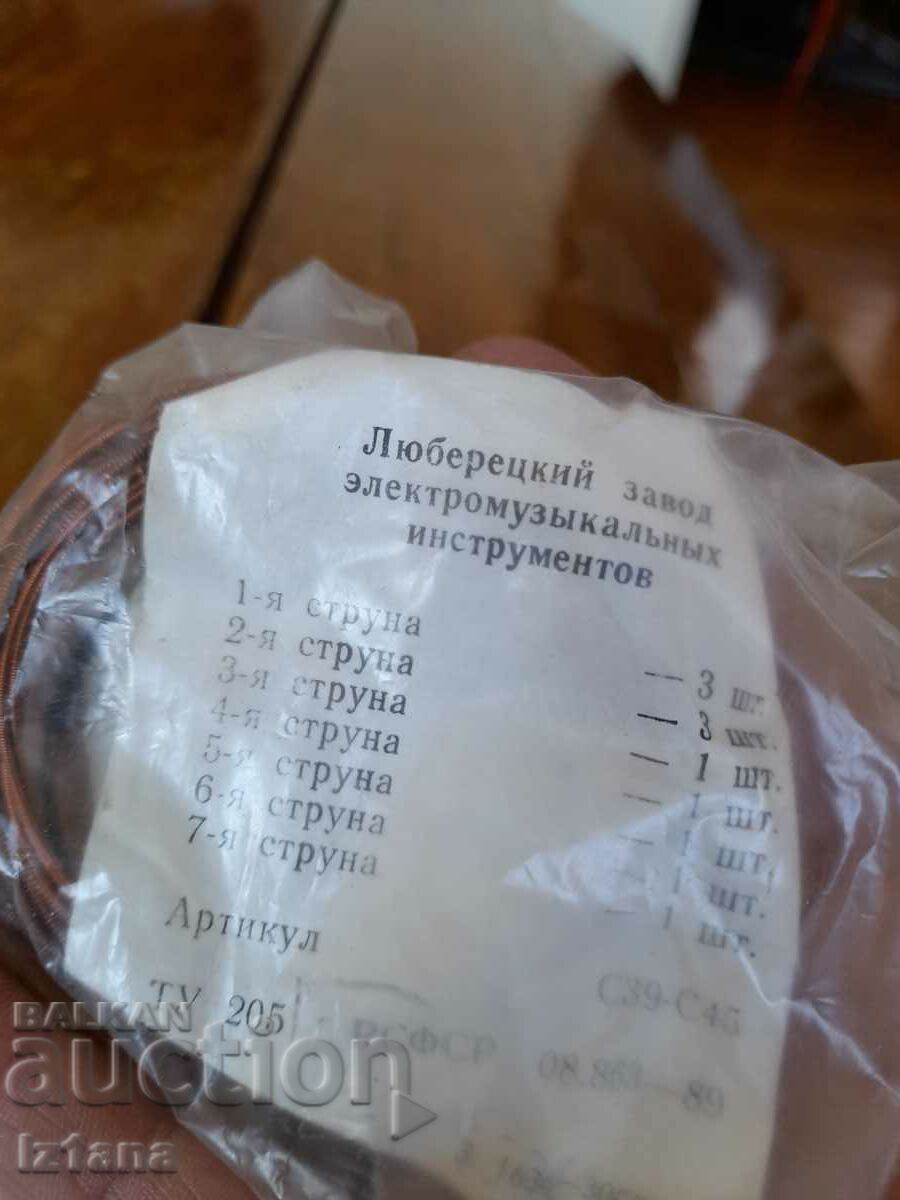 Люберецкий завод
электромузыкальных
инструментов
1-я струна — 3 шт.
2-я струна — 3 шт.
3-я струна — 1 шт.
4-я струна — 1 шт.
5-я струна — 1 шт.
6-я струна — 1 шт.
7-я струна — 1 шт.
Артикул С39-С45
ТУ 205 РСФСР 08.863—89
BALKAN
auction
Iz1ana